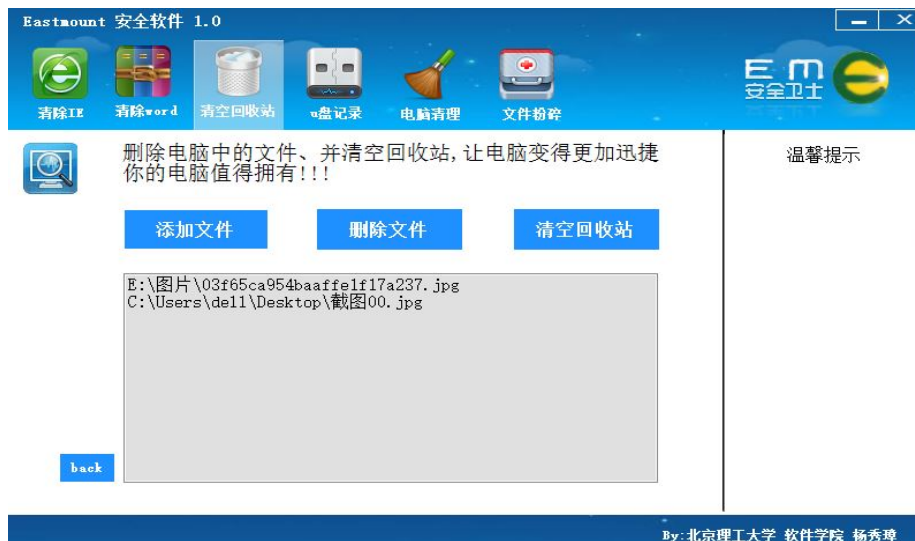 Eastmount 安全软件 1.0
清除IE
清除word
清空回收站
u盘记录
电脑清理
文件粉碎
E m
安全卫士
删除电脑中的文件、并清空回收站,让电脑变得更加迅捷
你的电脑值得拥有!!!
温馨提示
添加文件
删除文件
清空回收站
E:\图片\03f65ca954baaffe1f17a237.jpg
C:\Users\dell\Desktop\截图00.jpg
back
By:北京理工大学 软件学院 杨秀璋